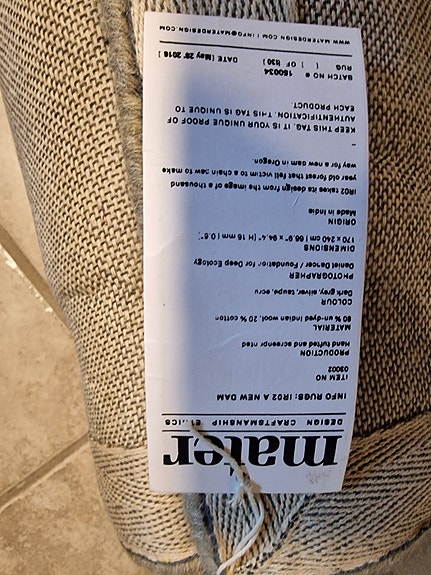 mater
DESIGN CRAFTSMANSHIP
INFO RUGS: IR02 A NEW DAM
ITEM NO
03002
PRODUCTION
Hand tufted and screenprinted
MATERIAL
80% un-dyed Indian wool, 20% cotton
COLOUR
Dark grey, silver, taupe, ecru
PHOTOGRAPHER
Daniel Dancer / Foundation for Deep Ecology
DIMENSIONS
170 x 240 cm | 66.9"x 94.4" [H 16 mm | 0.6"]
ORIGIN
Made in India
IR02 takes its design from the image of a thousand
year old forest that fell victim to a chain saw to make
way for a new dam in Oregon.
–
KEEP THIS TAG. IT IS YOUR PROOF OF
AUTHENTIFICATION. THIS TAG IS UNIQUE TO
EACH PRODUCT.
BATCH NO # 150034
RUG [ ] OF [130] DATE [May 28' 2016]
WWW.MATERDESIGN.COM | INFO@MATERDESIGN.COM